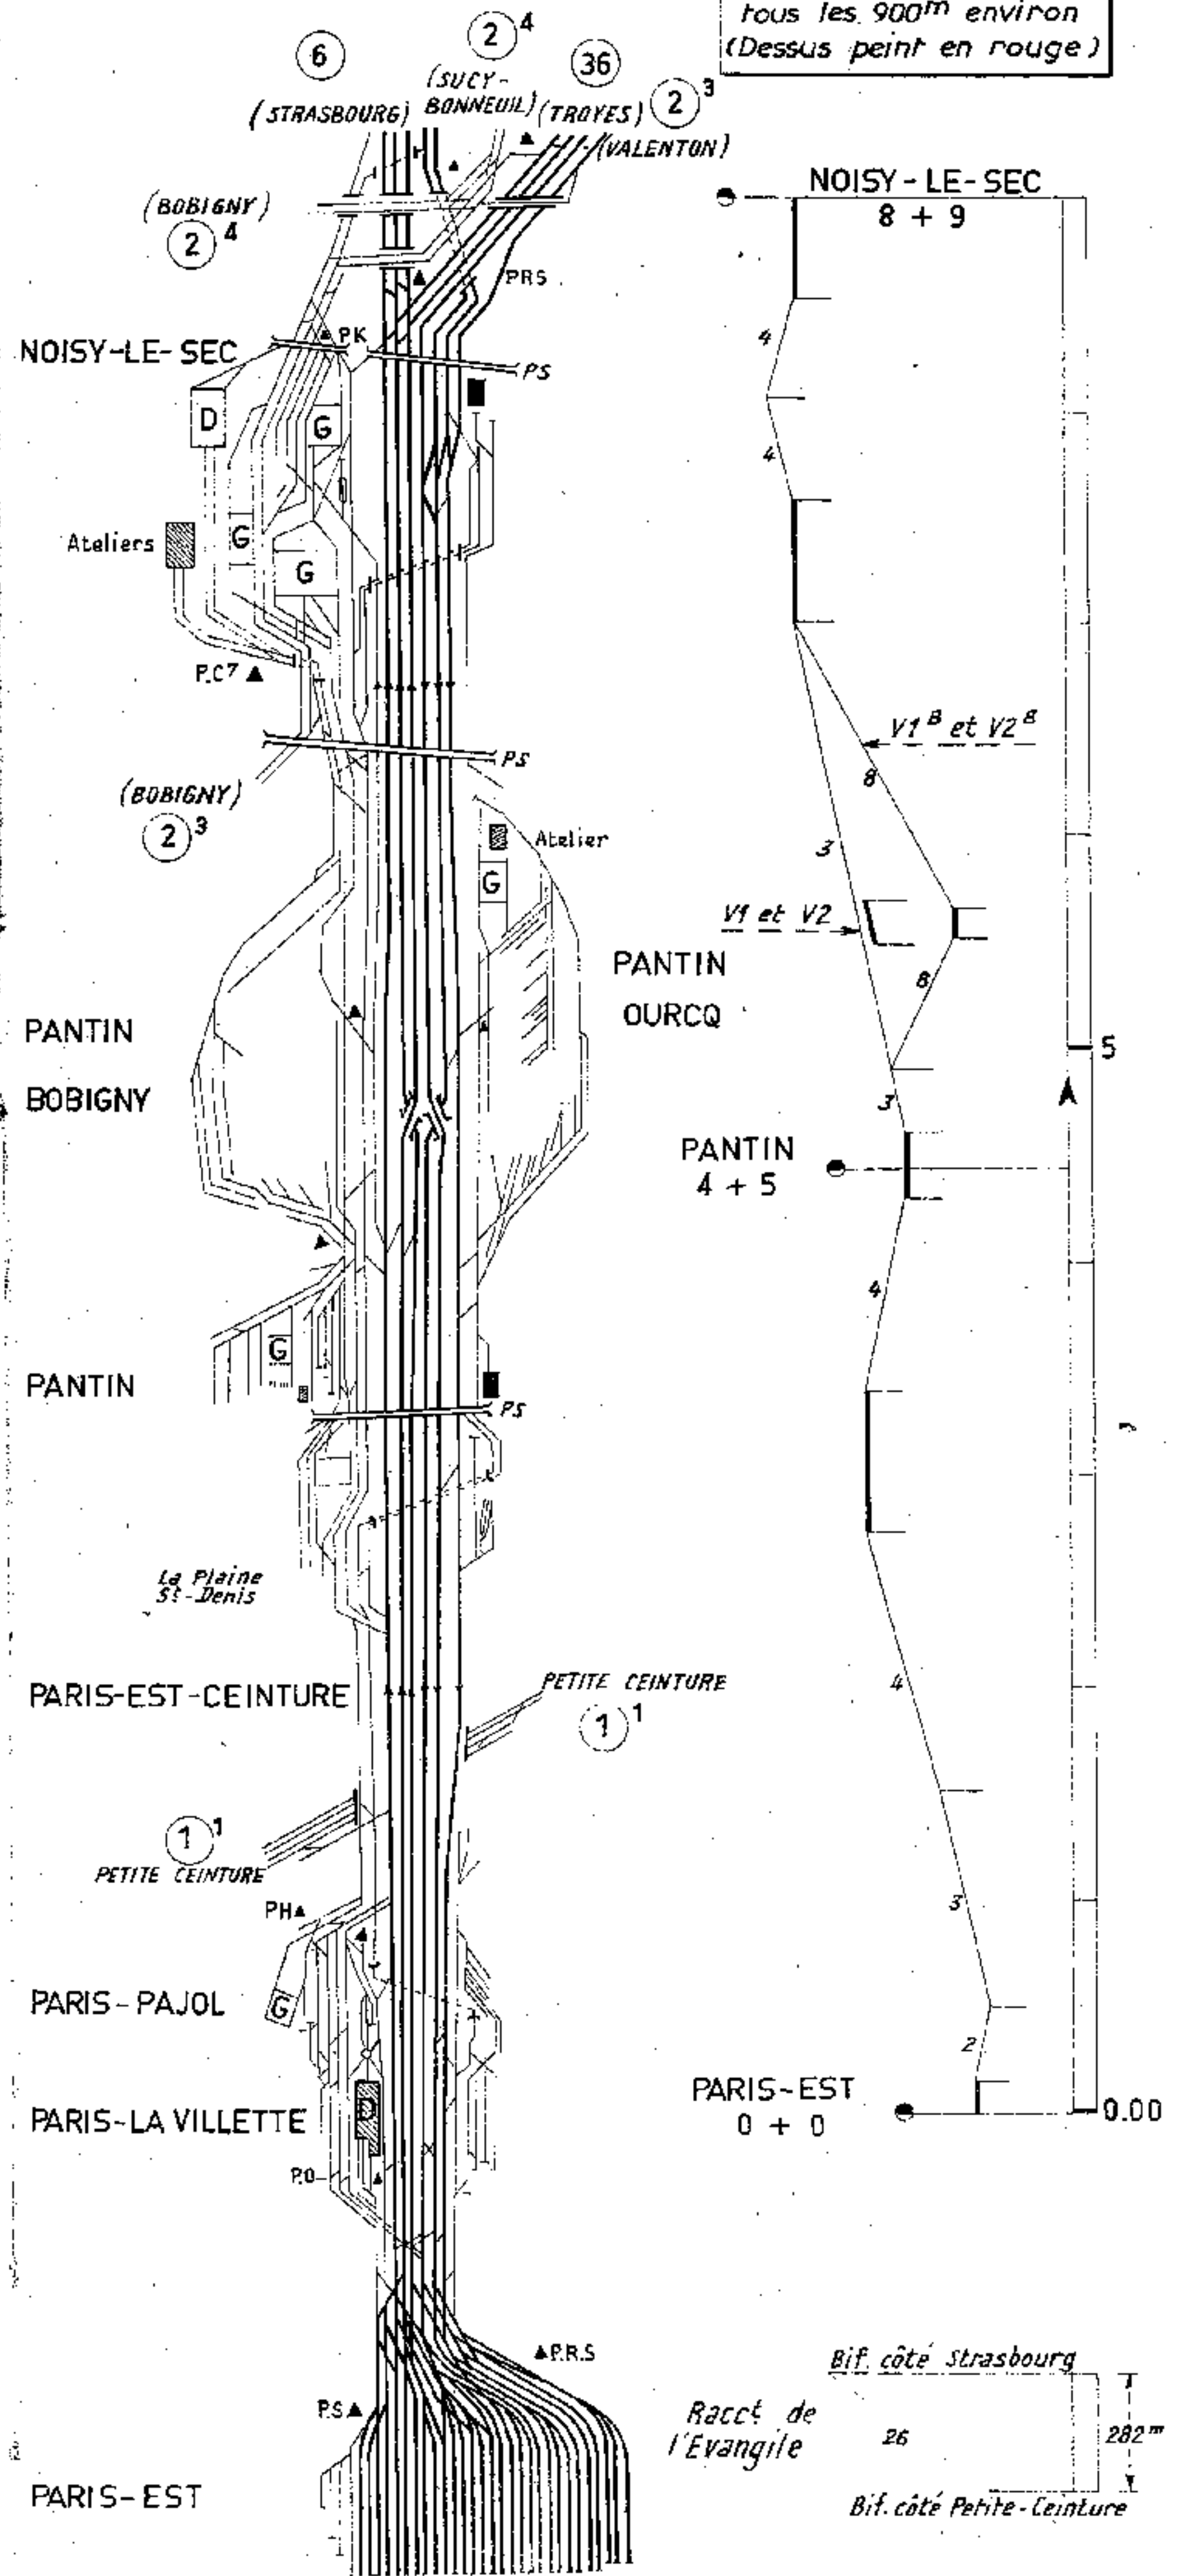 tous les 900m environ
(Dessus peint en rouge)
6
2 4
36
2 3
(STRASBOURG)
(SUCY-
BONNEUIL)
(TROYES)
(VALENTON)
(BOBIGNY)
2 4
NOISY-LE-SEC
8 + 9
PRS
PK
NOISY-LE-SEC
PS
D
G
4
4
Ateliers
G
G
P.C7
V1B et V2B
8
PS
(BOBIGNY)
2 3
Atelier
G
3
V1 et V2
8
PANTIN
OURCQ
PANTIN
BOBIGNY
5
3
PANTIN
4 + 5
4
G
PANTIN
PS
La Plaine
St-Denis
4
PARIS-EST-CEINTURE
PETITE CEINTURE
1 1
1 1
PETITE CEINTURE
PH
3
PARIS-PAJOL
G
2
PARIS-EST
0 + 0
0.00
PARIS-LA VILLETTE
D
P.O
P.R.S
Bif. côté Strasbourg
P.S
Racct de
l'Evangile
26
282m
PARIS-EST
Bif. côté Petite-Ceinture